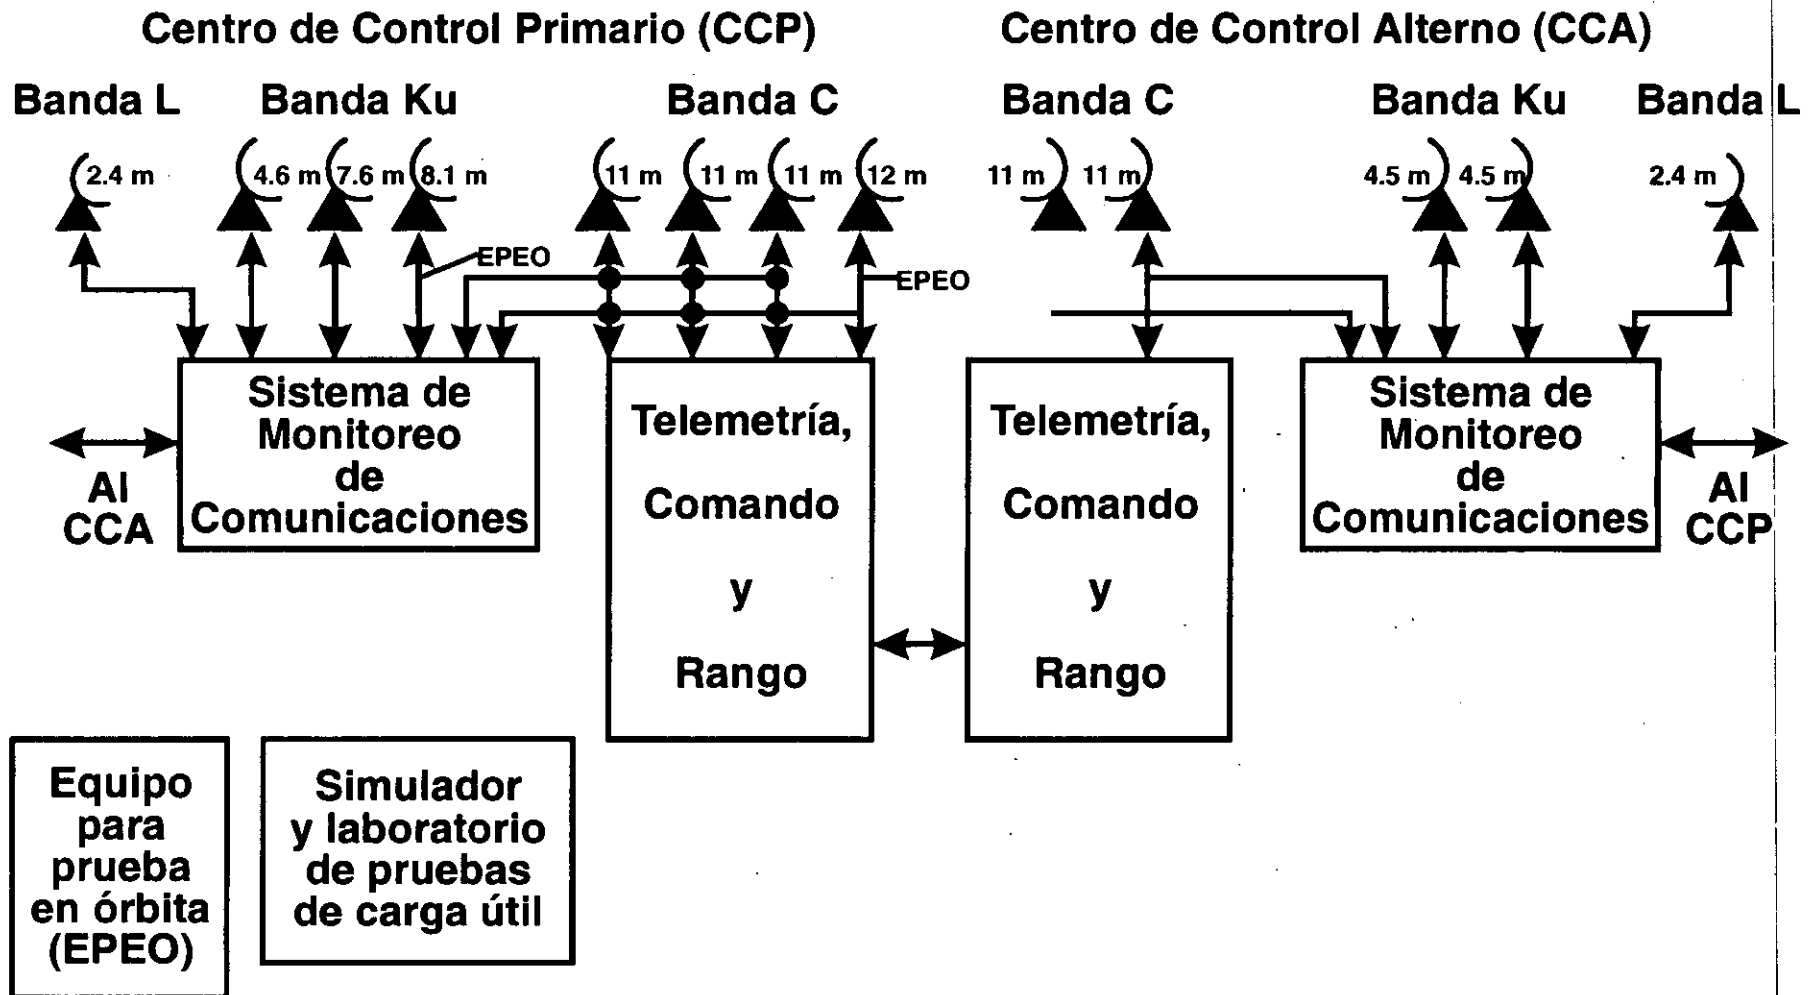 Centro de Control Primario (CCP)
Centro de Control Alterno (CCA)
Banda L
Banda Ku
Banda C
Banda C
Banda Ku
Banda L
2.4 m
4.6 m
7.6 m
8.1 m
11 m
11 m
11 m
12 m
11 m
11 m
4.5 m
4.5 m
2.4 m
EPEO
EPEO
Sistema de
Monitoreo
de
Comunicaciones
Al
CCA
Telemetría,
Comando
y
Rango
Telemetría,
Comando
y
Rango
Sistema de
Monitoreo
de
Comunicaciones
Al
CCP
Equipo
para
prueba
en órbita
(EPEO)
Simulador
y laboratorio
de pruebas
de carga útil